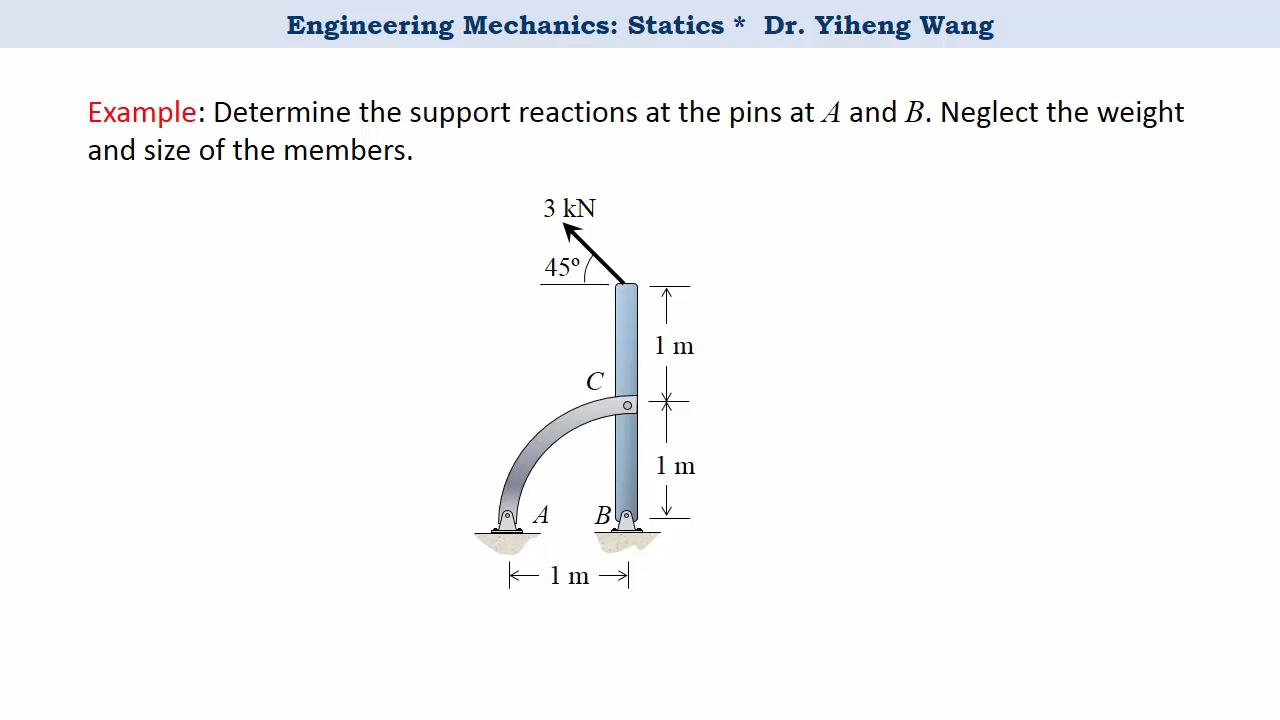 Engineering Mechanics: Statics * Dr. Yiheng Wang
Example: Determine the support reactions at the pins at A and B. Neglect the weight
and size of the members.
3 kN
45º
1 m
C
1 m
A
B
1 m